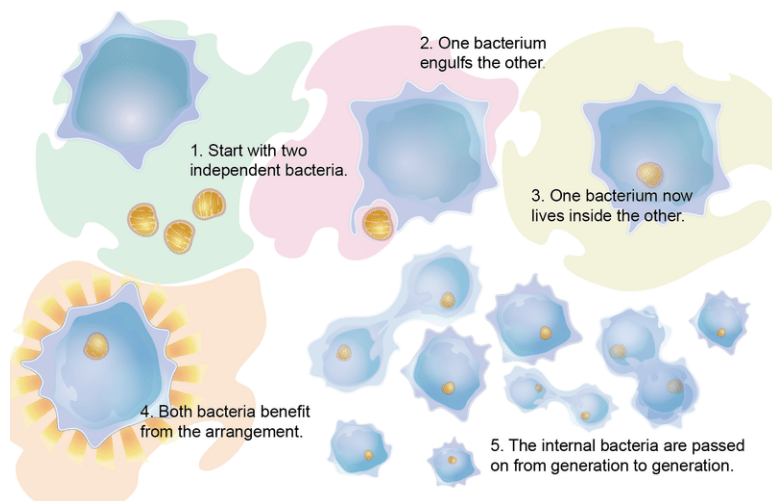 1. Start with two
independent bacteria.
2. One bacterium
engulfs the other.
3. One bacterium now
lives inside the other.
4. Both bacteria benefit
from the arrangement.
5. The internal bacteria are passed
on from generation to generation.